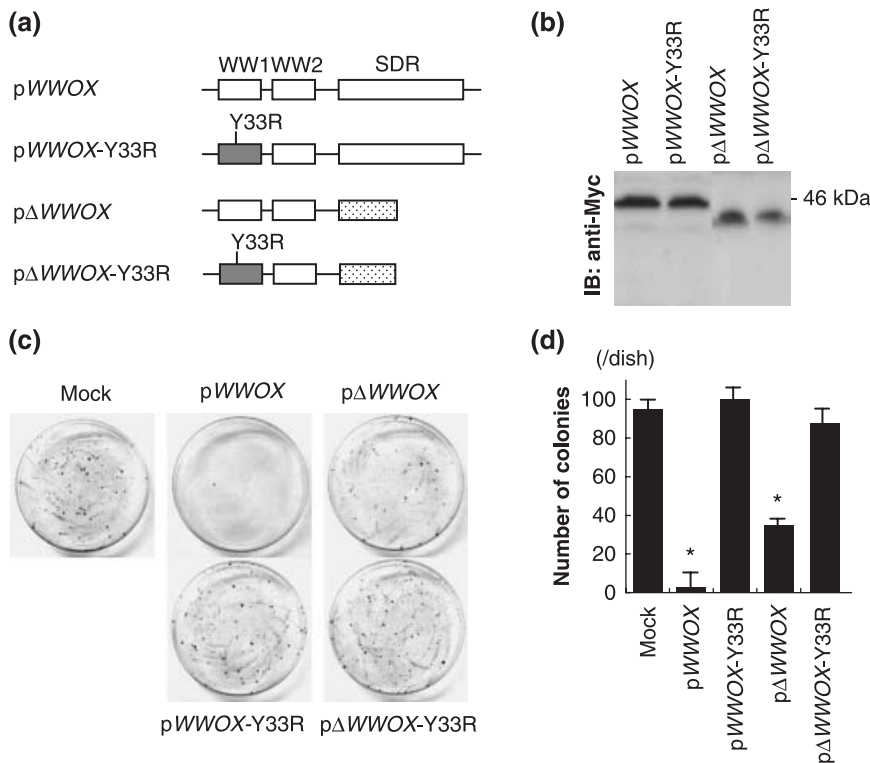 (a)
WW1 WW2 SDR
pWWOX
Y33R
pWWOX-Y33R
pΔWWOX
Y33R
pΔWWOX-Y33R
(b)
pWWOX
pWWOX-Y33R
pΔWWOX
pΔWWOX-Y33R
IB: anti-Myc
- 46 kDa
(c)
Mock
pWWOX
pΔWWOX
pWWOX-Y33R
pΔWWOX-Y33R
(d)
(/dish)
Number of colonies
100
80
60
40
20
0
*
*
Mock
pWWOX
pWWOX-Y33R
pΔWWOX
pΔWWOX-Y33R